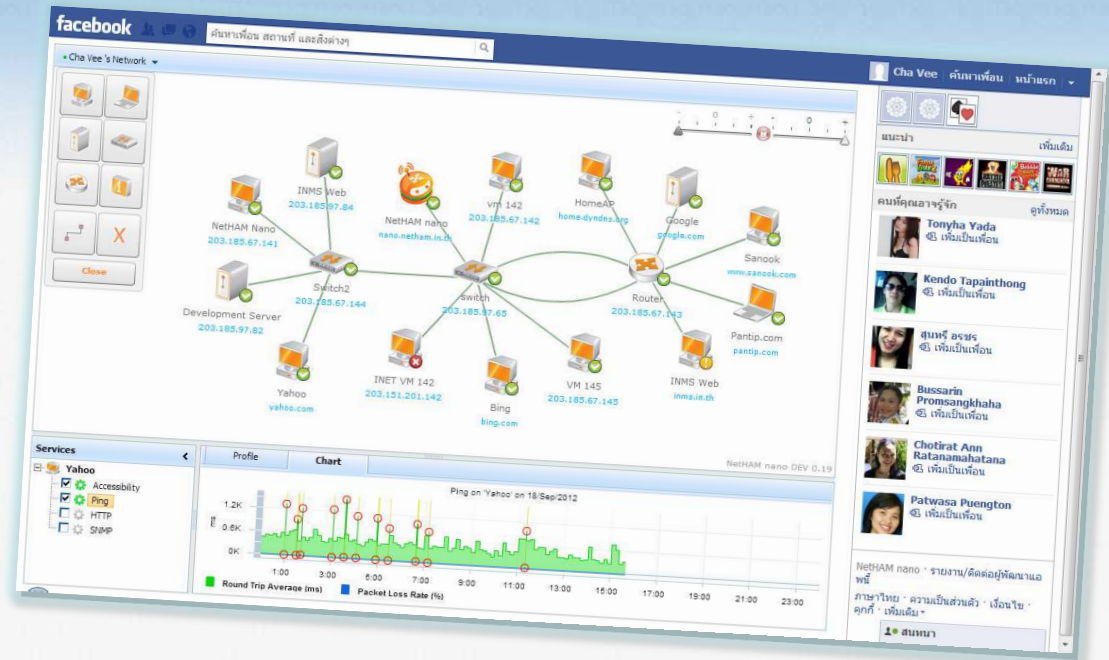 facebook
ค้นหาเพื่อน สถานที่ และสิ่งต่างๆ
Cha Vee ค้นหาเพื่อน หน้าแรก
Cha Vee 's Network
Close
NetHAM Nano
203.185.67.141
INMS Web
203.185.97.84
NetHAM nano
nano.netham.in.th
vm 142
203.185.67.142
HomeAP
home.dyndns.org
Google
google.com
Sanook
www.sanook.com
Development Server
203.185.97.82
Switch2
203.185.67.144
switch
203.185.97.65
Router
203.185.67.143
Pantip.com
pantip.com
Yahoo
yahoo.com
INET VM 142
203.151.201.142
Bing
bing.com
VM 145
203.185.67.145
INMS Web
inms.in.th
NetHAM nano DEV 0.19
Services
Yahoo
Accessibility
Ping
HTTP
SNMP
Profile
Chart
Ping on 'Yahoo' on 18/Sep/2012
1.2K
0.6K
0K
ms
1:00 3:00 5:00 7:00 9:00 11:00 13:00 15:00 17:00 19:00 21:00 23:00
Round Trip Average (ms) Packet Loss Rate (%)
แนะนำ เพิ่มเติม
คนที่คุณอาจรู้จัก ดูทั้งหมด
Tonyha Yada
เพิ่มเป็นเพื่อน
Kendo Tapainthong
เพิ่มเป็นเพื่อน
สุนทรี อรชร
เพิ่มเป็นเพื่อน
Bussarin
Promsangkhaha
เพิ่มเป็นเพื่อน
Chotirat Ann
Ratanamahatana
เพิ่มเป็นเพื่อน
Patwasa Puengton
เพิ่มเป็นเพื่อน
NetHAM nano · รายงาน/ติดต่อผู้พัฒนาแอ
พนี้
ภาษาไทย · ความเป็นส่วนตัว · เงื่อนไข ·
คุกกี้ · เพิ่มเติม
สนทนา